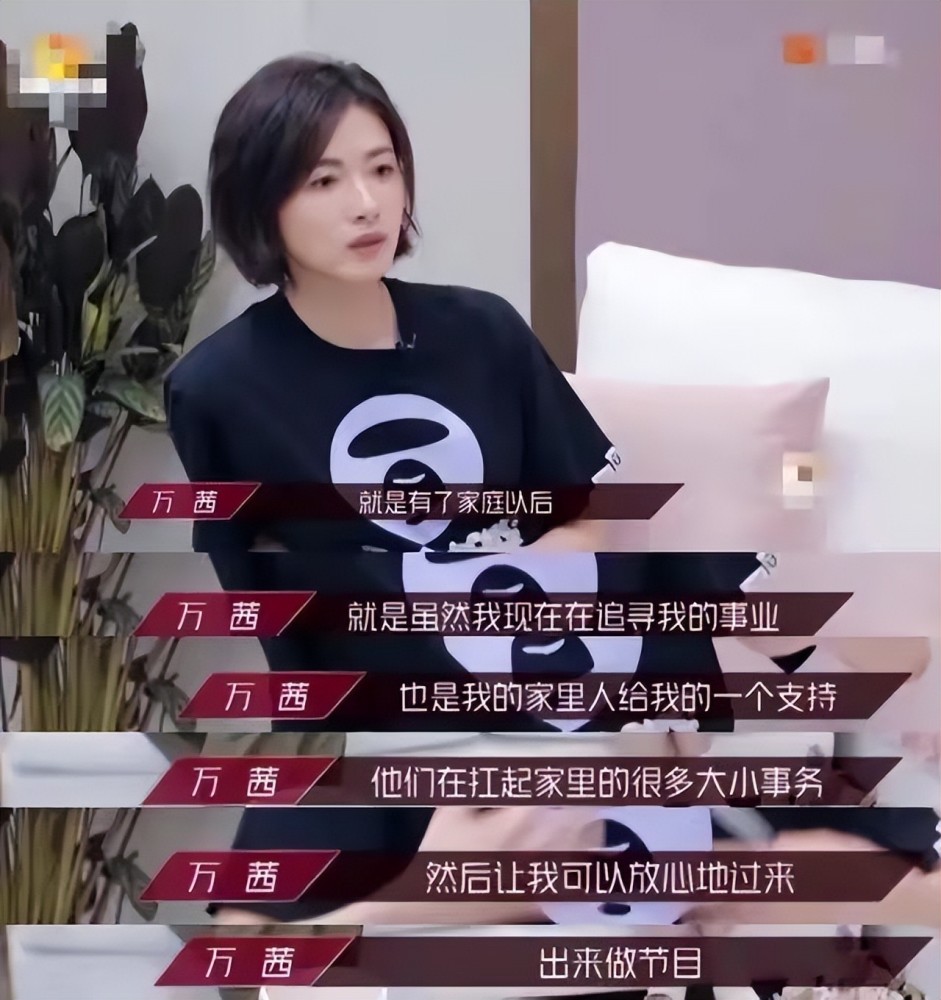 万茜 就是有了家庭以后
万茜 就是虽然我现在在追寻我的事业
万茜 也是我的家里人给我的一个支持
万茜 他们在扛起家里的很多大小事务
万茜 然后让我可以放心地过来
万茜 出来做节目